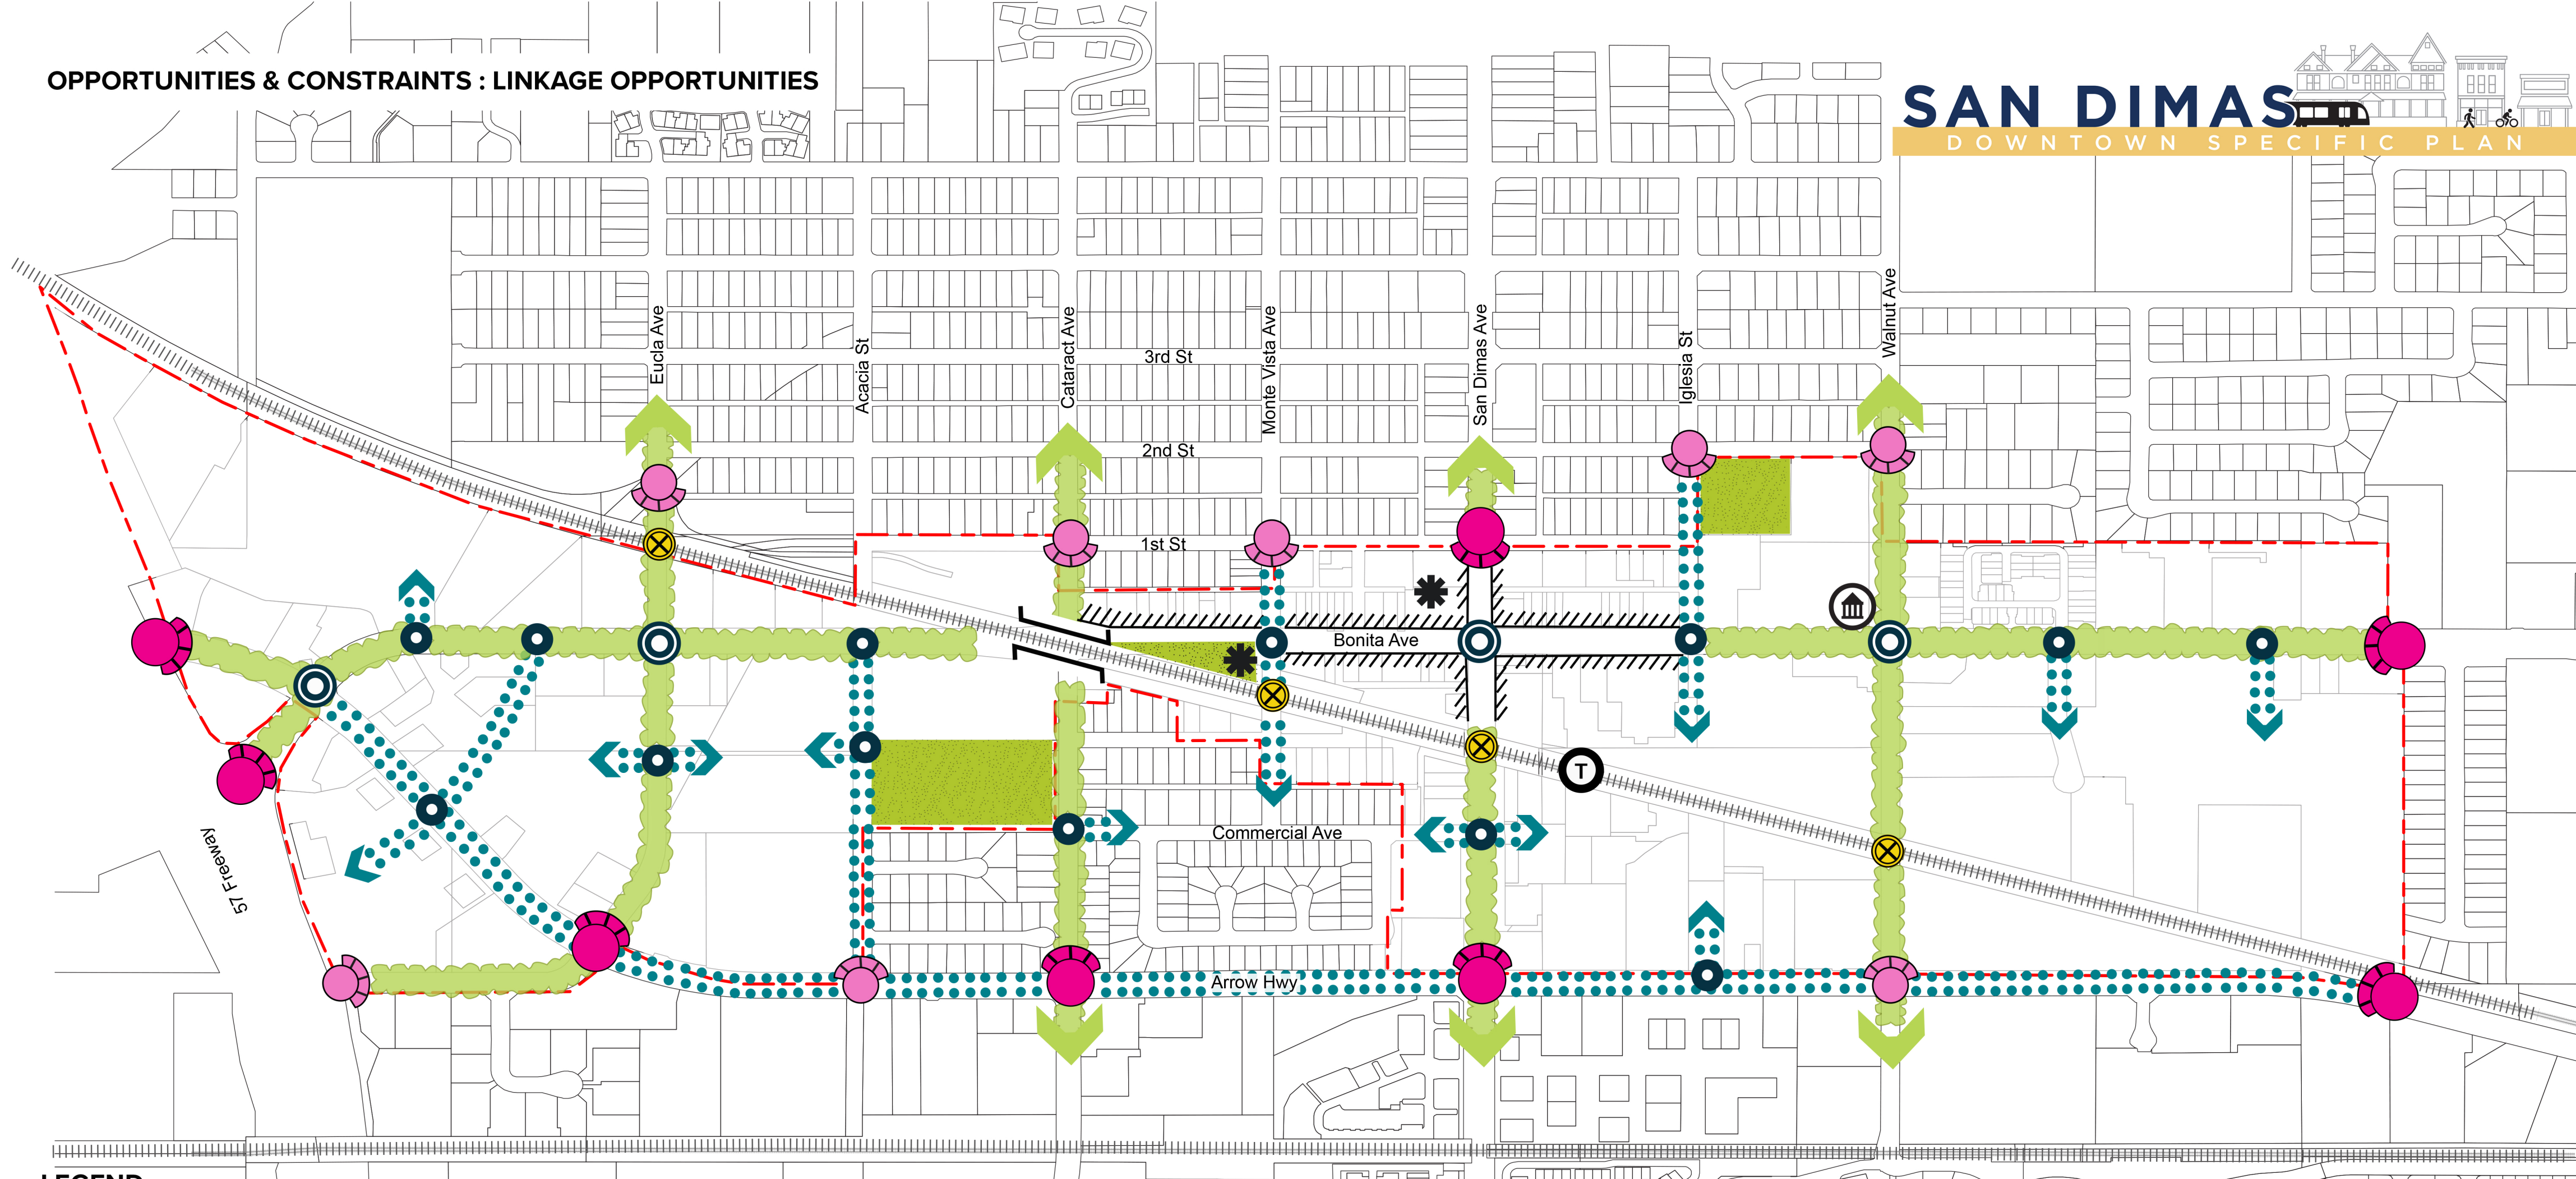 OPPORTUNITIES & CONSTRAINTS : LINKAGE OPPORTUNITIES
SAN DIMAS
DOWNTOWN SPECIFIC PLAN
Eucla Ave
Acacia St
Cataract Ave
Monte Vista Ave
San Dimas Ave
Iglesia St
Walnut Ave
3rd St
2nd St
1st St
Bonita Ave
T
Commercial Ave
57 Freeway
Arrow Hwy
LEGEND